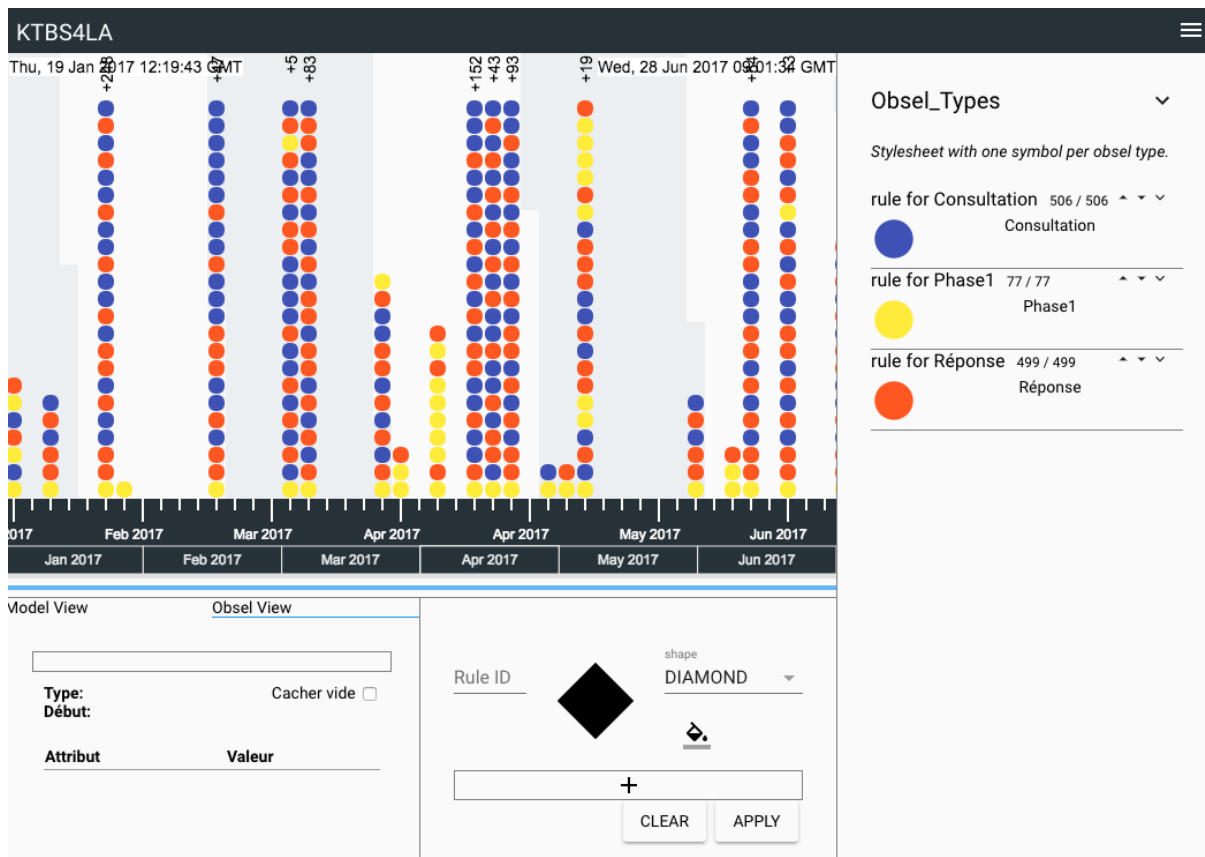 KTBS4LA
Thu, 19 Jan 2017 12:19:43 GMT
+5
+83
+152
+43
+93
+19
Wed, 28 Jun 2017 09:01:34 GMT
2017
Feb 2017
Mar 2017
Apr 2017
Apr 2017
May 2017
Jun 2017
Jan 2017
Feb 2017
Mar 2017
Apr 2017
May 2017
Jun 2017
Model View
Obsel View
Type:
Cacher vide
Début:
Attribut
Valeur
Rule ID
shape
DIAMOND
+
CLEAR
APPLY
Obsel_Types
Stylesheet with one symbol per obsel type.
rule for Consultation 506 / 506
Consultation
rule for Phase1 77 / 77
Phase1
rule for Réponse 499 / 499
Réponse